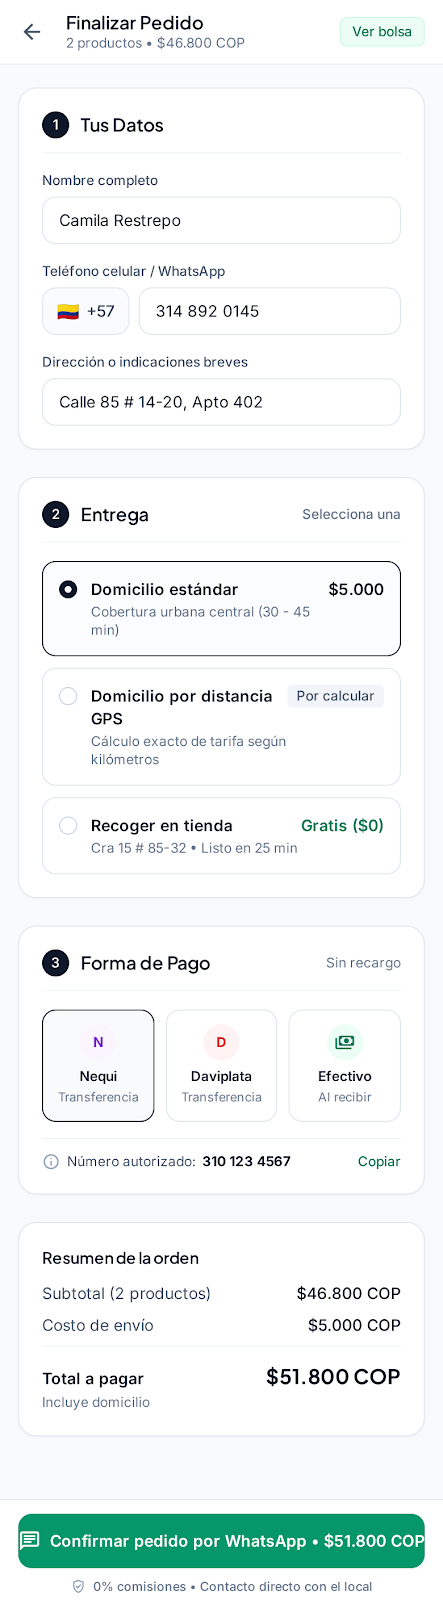 Finalizar Pedido
2 productos • $46.800 COP
Ver bolsa
1 Tus Datos
Nombre completo
Camila Restrepo
Teléfono celular / WhatsApp
🇨🇴 +57 314 892 0145
Dirección o indicaciones breves
Calle 85 # 14-20, Apto 402
2 Entrega Selecciona una
Domicilio estándar $5.000
Cobertura urbana central (30 - 45
min)
Domicilio por distancia Por calcular
GPS
Cálculo exacto de tarifa según
kilómetros
Recoger en tienda Gratis ($0)
Cra 15 # 85-32 • Listo en 25 min
3 Forma de Pago Sin recargo
N D
Nequi Daviplata Efectivo
Transferencia Transferencia Al recibir
Número autorizado: 310 123 4567 Copiar
Resumen de la orden
Subtotal (2 productos) $46.800 COP
Costo de envío $5.000 COP
Total a pagar $51.800 COP
Incluye domicilio
Confirmar pedido por WhatsApp • $51.800 COP
0% comisiones • Contacto directo con el local